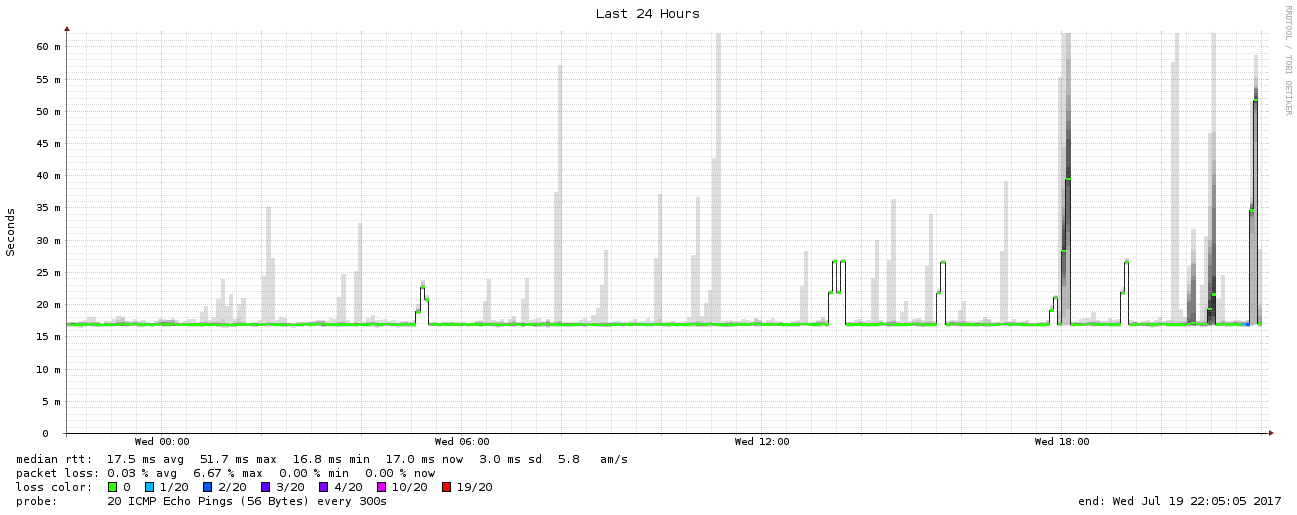 Last 24 Hours
RRDTOOL / TOBI OETIKER
Seconds
60 m
55 m
50 m
45 m
40 m
35 m
30 m
25 m
20 m
15 m
10 m
5 m
0
Wed 00:00 Wed 06:00 Wed 12:00 Wed 18:00
median rtt: 17.5 ms avg 51.7 ms max 16.8 ms min 17.0 ms now 3.0 ms sd 5.8 am/s
packet loss: 0.03 % avg 6.67 % max 0.00 % min 0.00 % now
loss color: 0 1/20 2/20 3/20 4/20 10/20 19/20
probe: 20 ICMP Echo Pings (56 Bytes) every 300s end: Wed Jul 19 22:05:05 2017